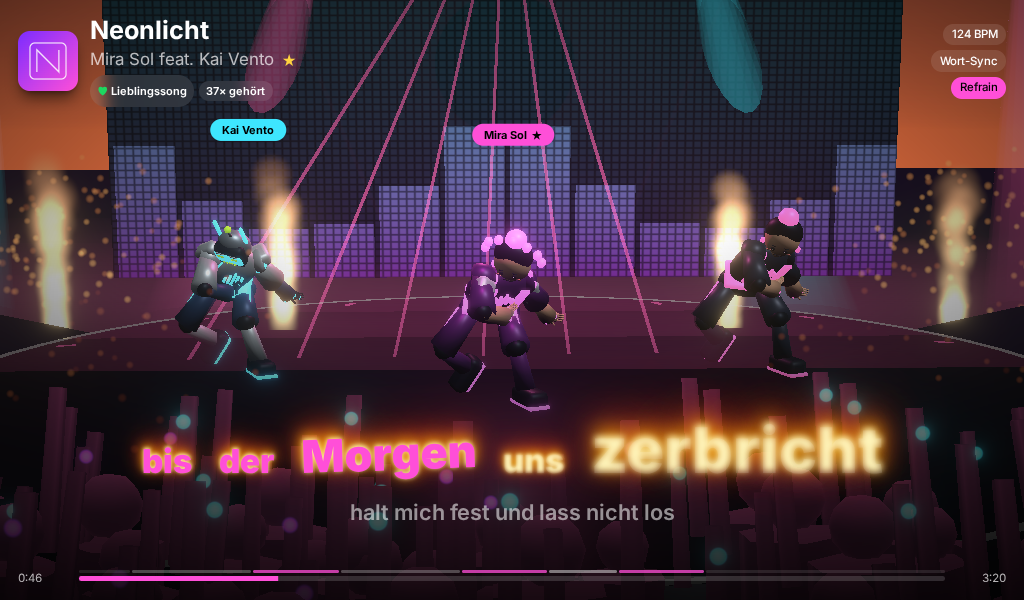 Neonlicht
Mira Sol feat. Kai Vento ★
Lieblingssong
37× gehört
124 BPM
Wort-Sync
Refrain
N
Kai Vento
Mira Sol ★
bis der Morgen uns zerbricht
halt mich fest und lass nicht los
0:46
3:20